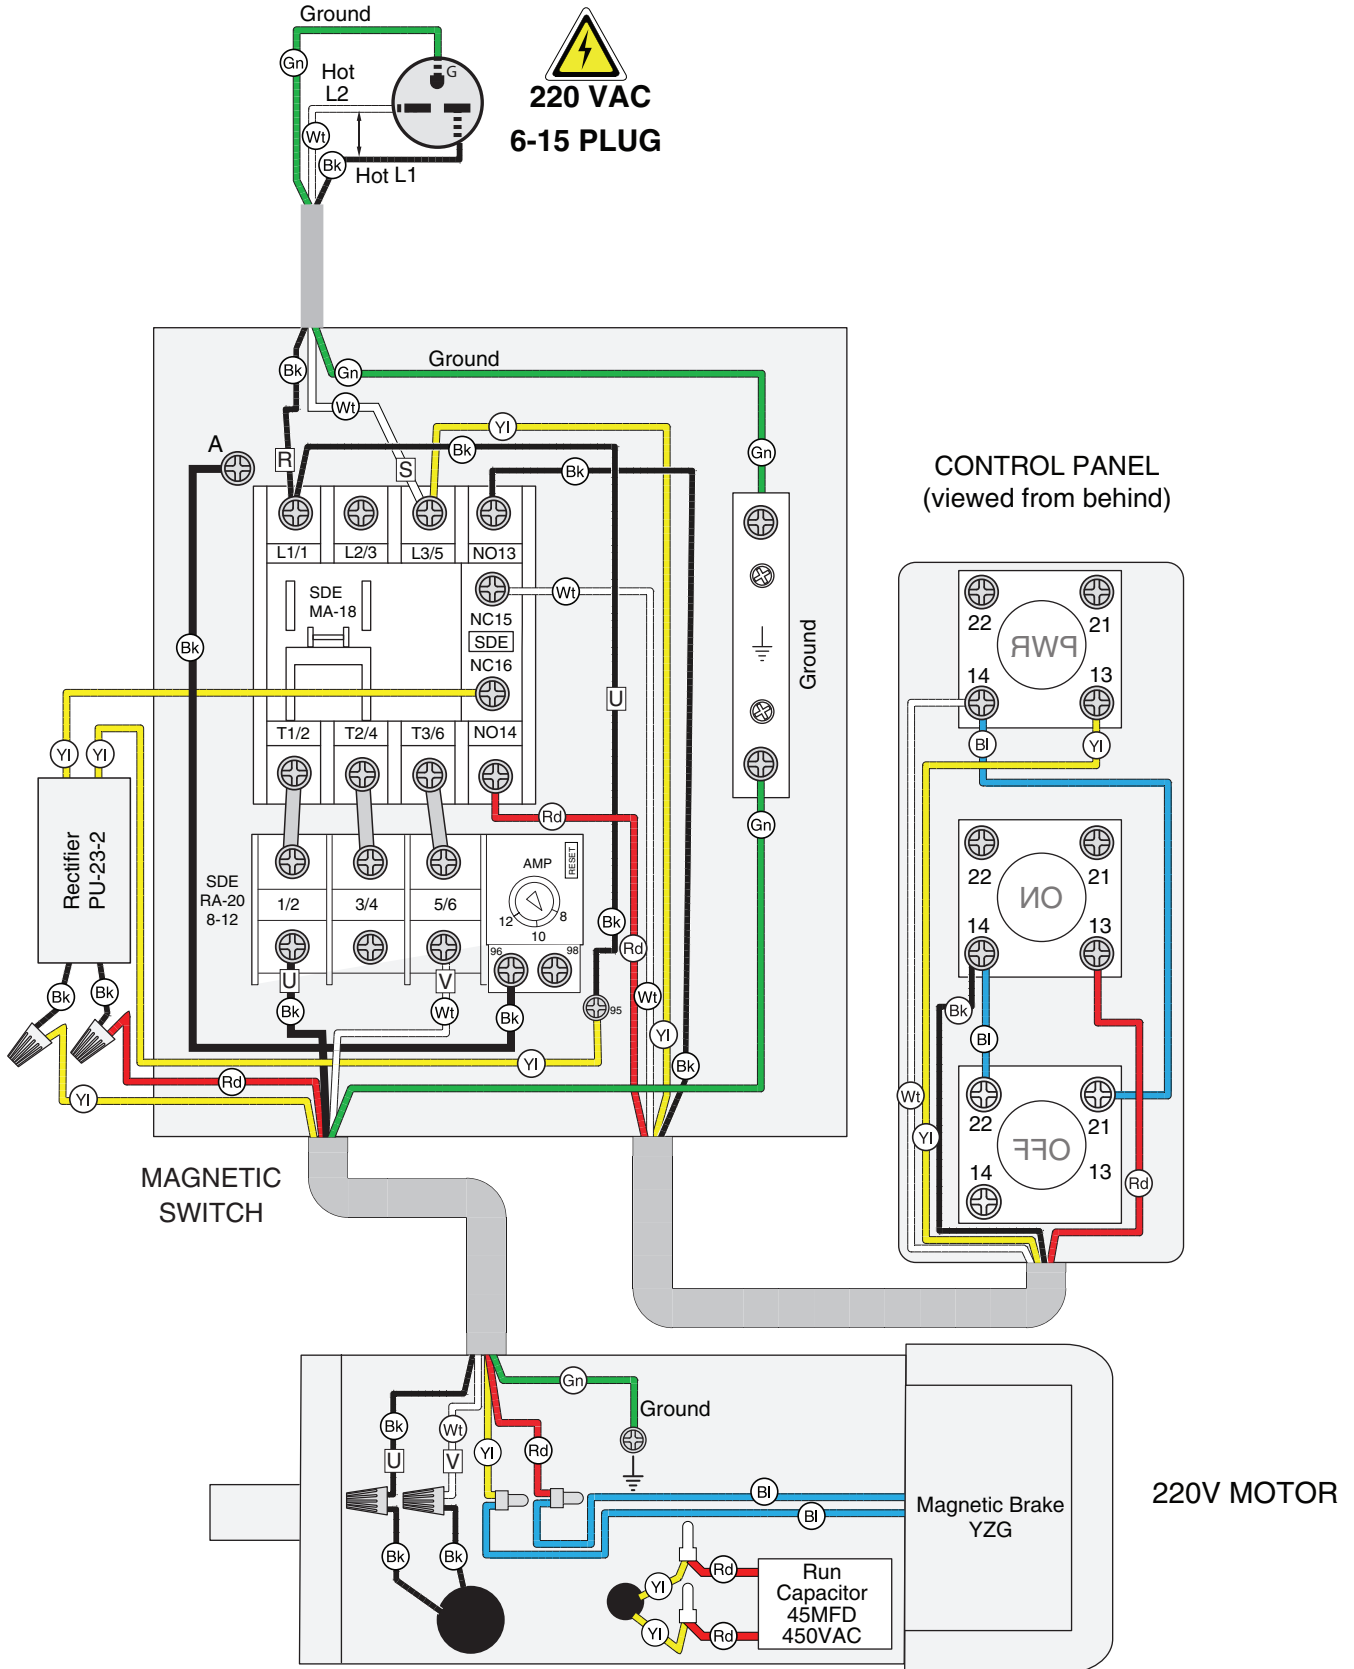 Ground
Gn
Hot
L2
G
220 VAC
6-15 PLUG
Wt
Bk
Hot L1
Bk
Gn
Ground
Wt
Yl
A
R
S
Bk
Bk
Gn
CONTROL PANEL
(viewed from behind)
L1/1
L2/3
L3/5
NO13
SDE
MA-18
NC15
SDE
NC16
Wt
Ground
22
21
PWR
14
13
Bk
U
Yl
Yl
T1/2
T2/4
T3/6
NO14
Bl
Yl
Rd
Gn
Rectifier
PU-23-2
SDE
RA-20
8-12
1/2
3/4
5/6
AMP
RESET
12
8
10
96
98
22
21
ON
14
13
Bk
Rd
U
V
Bk
Bk
Bk
Wt
Bk
95
Wt
Yl
Bk
Bk
Bl
Yl
Rd
Yl
Wt
22
21
OFF
14
13
Yl
Rd
MAGNETIC
SWITCH
Gn
Ground
Bk
Wt
Yl
Rd
U
V
Bl
Bl
Magnetic Brake
YZG
220V MOTOR
Bk
Bk
Yl
Rd
Yl
Rd
Run
Capacitor
45MFD
450VAC